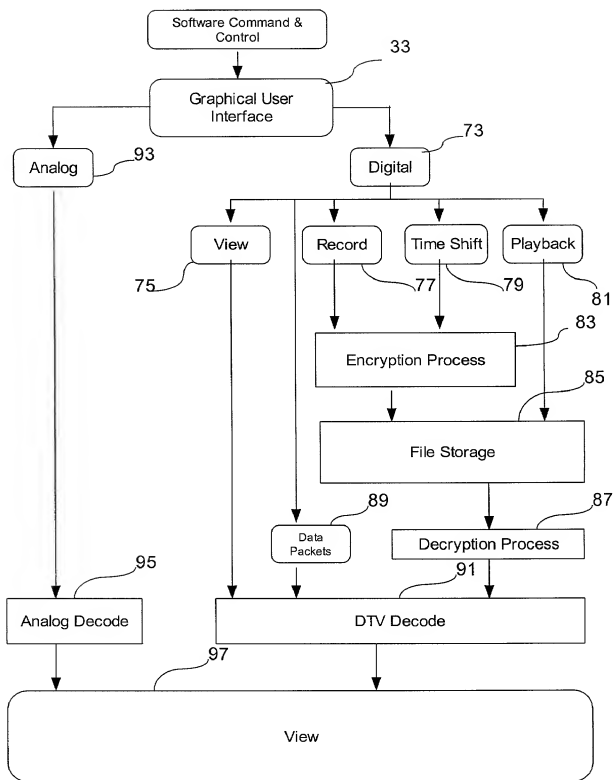 Software Command &
Control
33
Graphical User
Interface
73
Analog
93
Digital
View
Record
Time Shift
Playback
75
77
79
81
83
Encryption Process
85
File Storage
89
87
Data
Packets
Decryption Process
95
91
Analog Decode
DTV Decode
97
View